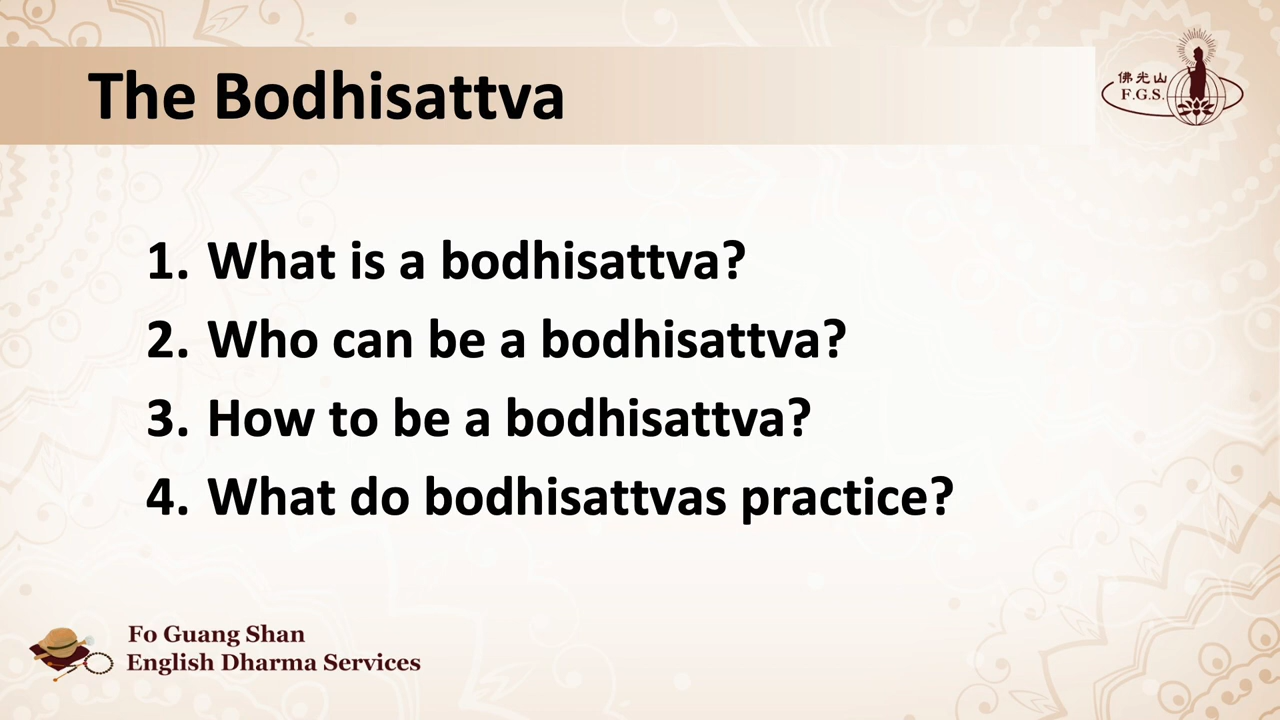 The Bodhisattva
佛光山
F.G.S.
1. What is a bodhisattva?
2. Who can be a bodhisattva?
3. How to be a bodhisattva?
4. What do bodhisattvas practice?
Fo Guang Shan
English Dharma Services